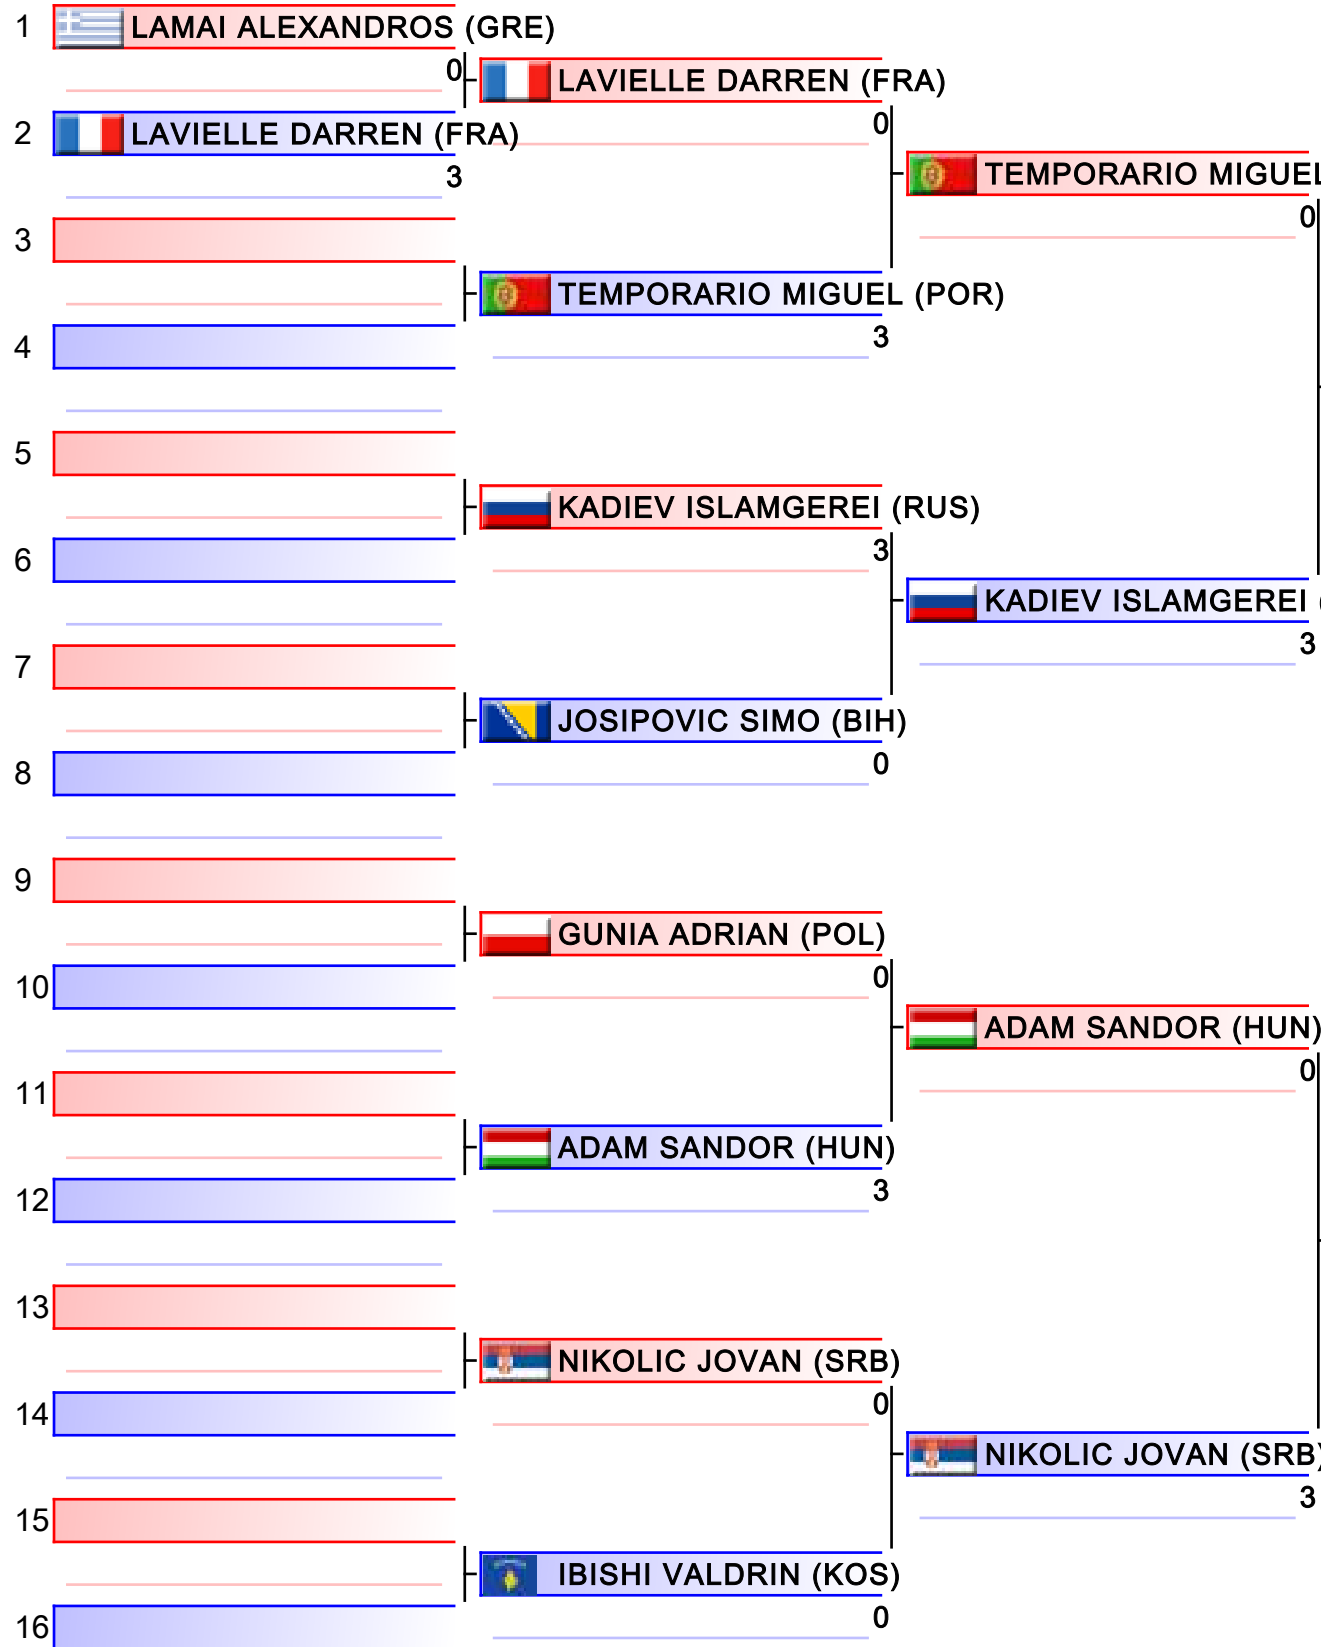 1 LAMAI ALEXANDROS (GRE)
0
LAVIELLE DARREN (FRA)
0
2 LAVIELLE DARREN (FRA)
3
TEMPORARIO MIGUEL
0
3
TEMPORARIO MIGUEL (POR)
3
4
5
KADIEV ISLAMGEREI (RUS)
3
6
KADIEV ISLAMGEREI (
3
7
JOSIPOVIC SIMO (BIH)
0
8
9
GUNIA ADRIAN (POL)
0
10
ADAM SANDOR (HUN)
0
11
ADAM SANDOR (HUN)
3
12
13
NIKOLIC JOVAN (SRB)
0
14
NIKOLIC JOVAN (SRB)
3
15
IBISHI VALDRIN (KOS)
0
16